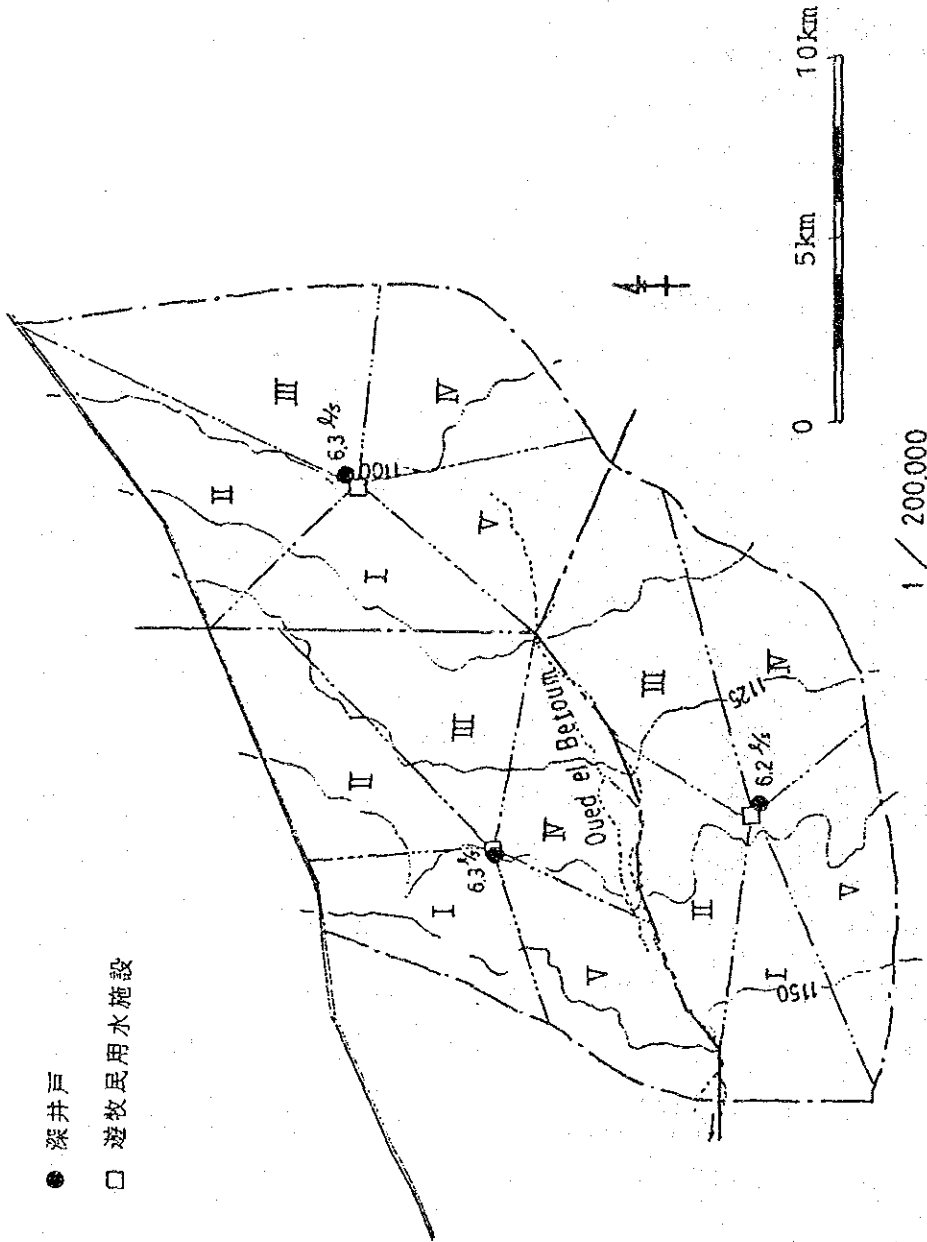 ● 深井戸
□ 遊牧民用水施設
I
II
III
IV
V
6.3 ℓ/s
I
II
III
IV
V
6.3 ℓ/s
1100
Oued el Betoum
I
II
III
IV
V
6.2 ℓ/s
1125
1150
0 5km 10km
1 / 200,000